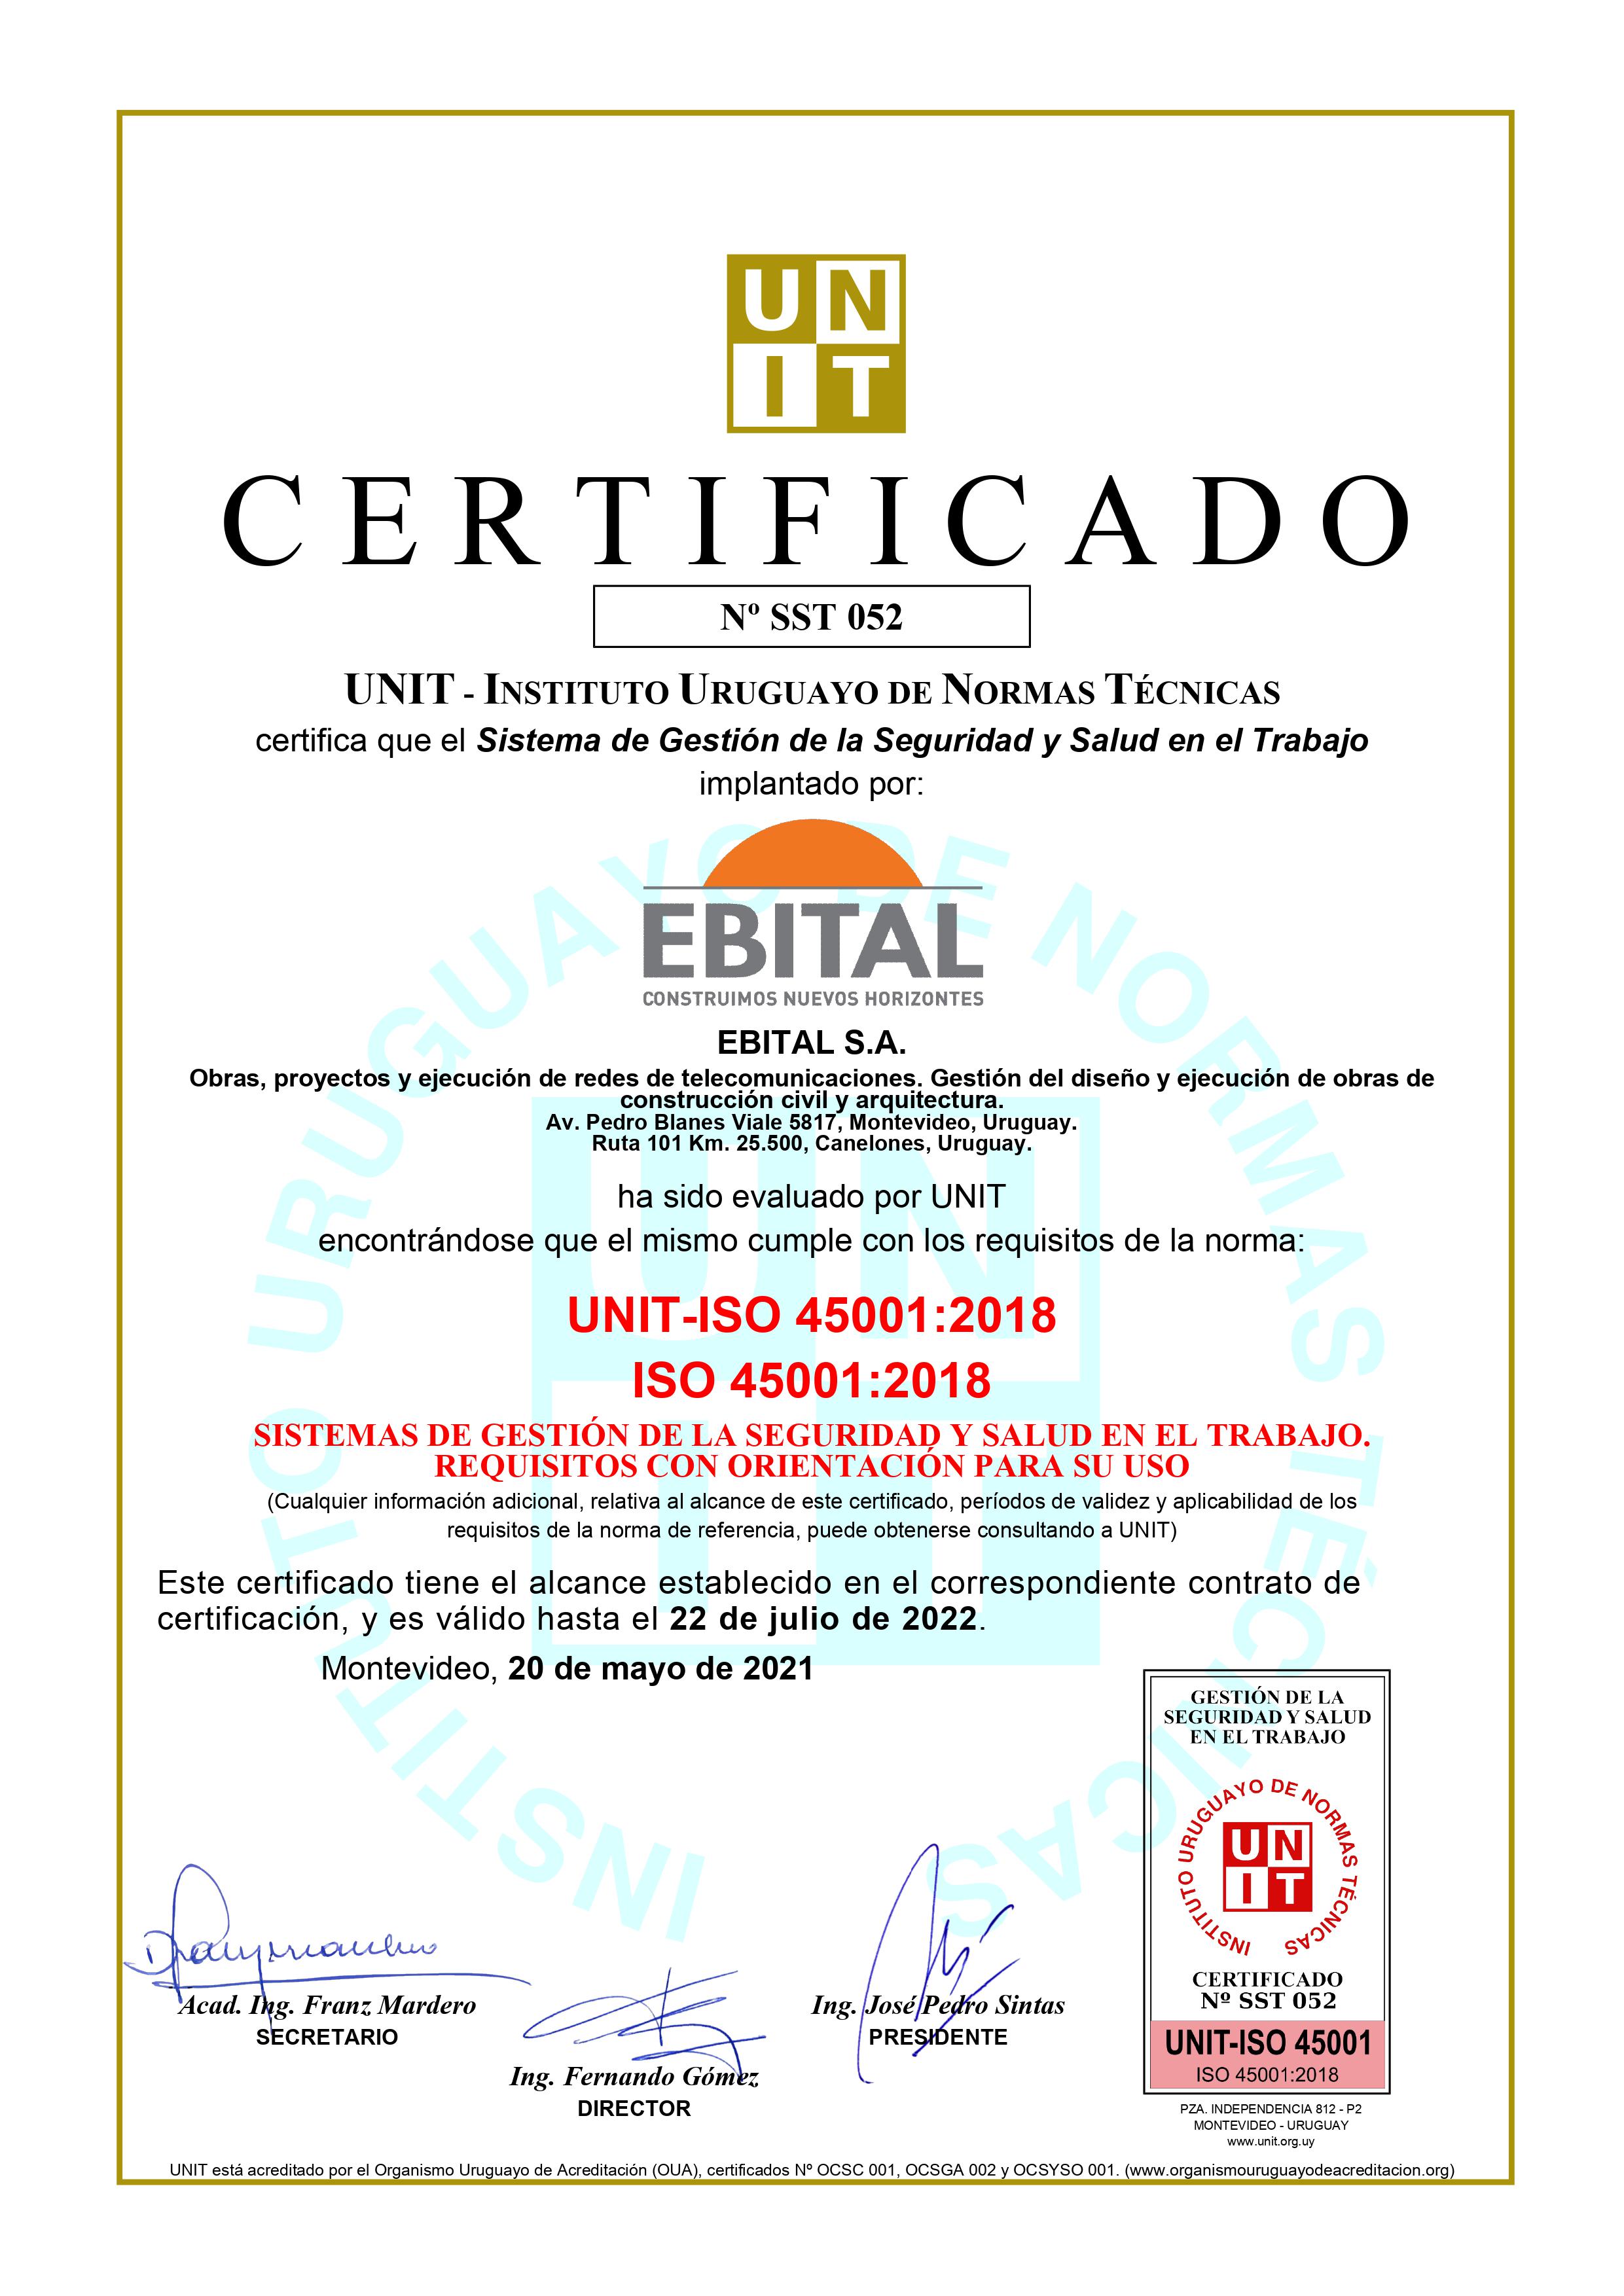 UN
IT
CERTIFICADO
Nº SST 052
UNIT - INSTITUTO URUGUAYO DE NORMAS TÉCNICAS
certifica que el Sistema de Gestión de la Seguridad y Salud en el Trabajo
implantado por:
EBITAL
CONSTRUIMOS NUEVOS HORIZONTES
EBITAL S.A.
Obras, proyectos y ejecución de redes de telecomunicaciones. Gestión del diseño y ejecución de obras de
construcción civil y arquitectura.
Av. Pedro Blanes Viale 5817, Montevideo, Uruguay.
Ruta 101 Km. 25.500, Canelones, Uruguay.
ha sido evaluado por UNIT
encontrándose que el mismo cumple con los requisitos de la norma:
UNIT-ISO 45001:2018
ISO 45001:2018
SISTEMAS DE GESTIÓN DE LA SEGURIDAD Y SALUD EN EL TRABAJO.
REQUISITOS CON ORIENTACIÓN PARA SU USO
(Cualquier información adicional, relativa al alcance de este certificado, períodos de validez y aplicabilidad de los
requisitos de la norma de referencia, puede obtenerse consultando a UNIT)
Este certificado tiene el alcance establecido en el correspondiente contrato de
certificación, y es válido hasta el 22 de julio de 2022.
Montevideo, 20 de mayo de 2021
INSTITUTO URUGUAYO DE NORMAS TÉCNICAS
UN
IT
Acad. Ing. Franz Mardero
SECRETARIO
Ing. Fernando Gómez
DIRECTOR
Ing. José Pedro Sintas
PRESIDENTE
GESTIÓN DE LA
SEGURIDAD Y SALUD
EN EL TRABAJO
INSTITUTO URUGUAYO DE NORMAS TÉCNICAS
UN
IT
CERTIFICADO
Nº SST 052
UNIT-ISO 45001
ISO 45001:2018
PZA. INDEPENDENCIA 812 - P2
MONTEVIDEO - URUGUAY
www.unit.org.uy
UNIT está acreditado por el Organismo Uruguayo de Acreditación (OUA), certificados Nº OCSC 001, OCSGA 002 y OCSYSO 001. (www.organismouruguayodeacreditacion.org)